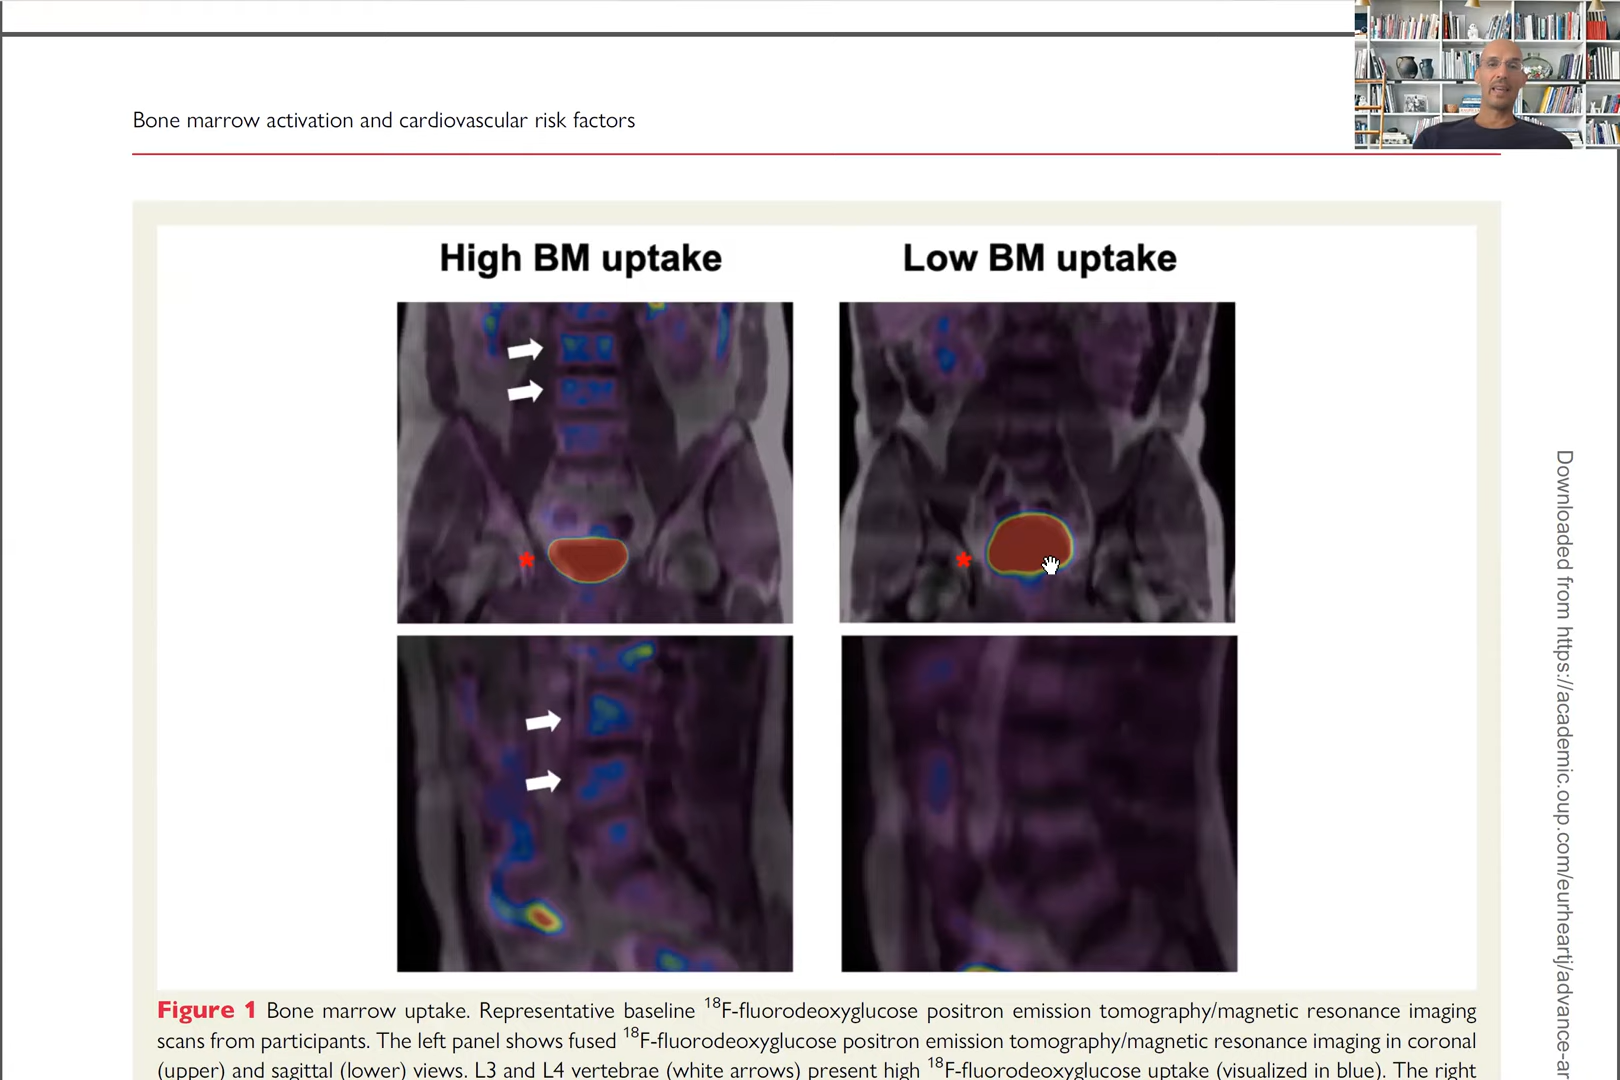 Bone marrow activation and cardiovascular risk factors
High BM uptake
Low BM uptake
*
*
Figure 1 Bone marrow uptake. Representative baseline ¹⁸F-fluorodeoxyglucose positron emission tomography/magnetic resonance imaging
scans from participants. The left panel shows fused ¹⁸F-fluorodeoxyglucose positron emission tomography/magnetic resonance imaging in coronal
(upper) and sagittal (lower) views. L3 and L4 vertebrae (white arrows) present high ¹⁸F-fluorodeoxyglucose uptake (visualized in blue). The right
Downloaded from https://academic.oup.com/eurheartj/advance-ar